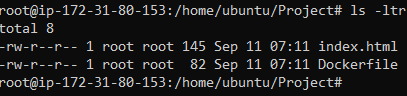 root@ip-172-31-80-153:/home/ubuntu/Project# ls -ltr
total 8
-rw-r--r-- 1 root root 145 Sep 11 07:11 index.html
-rw-r--r-- 1 root root  82 Sep 11 07:11 Dockerfile
root@ip-172-31-80-153:/home/ubuntu/Project#